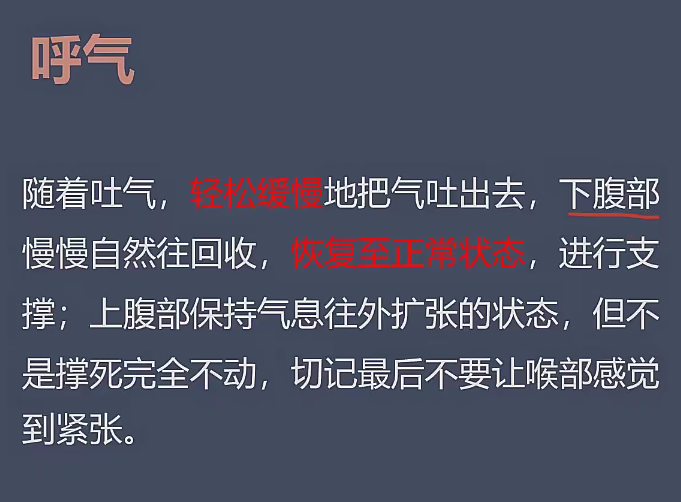 呼气
随着吐气，轻松缓慢地把气吐出去，下腹部
慢慢自然往回收，恢复至正常状态，进行支
撑；上腹部保持气息往外扩张的状态，但不
是撑死完全不动，切记最后不要让喉部感觉
到紧张。